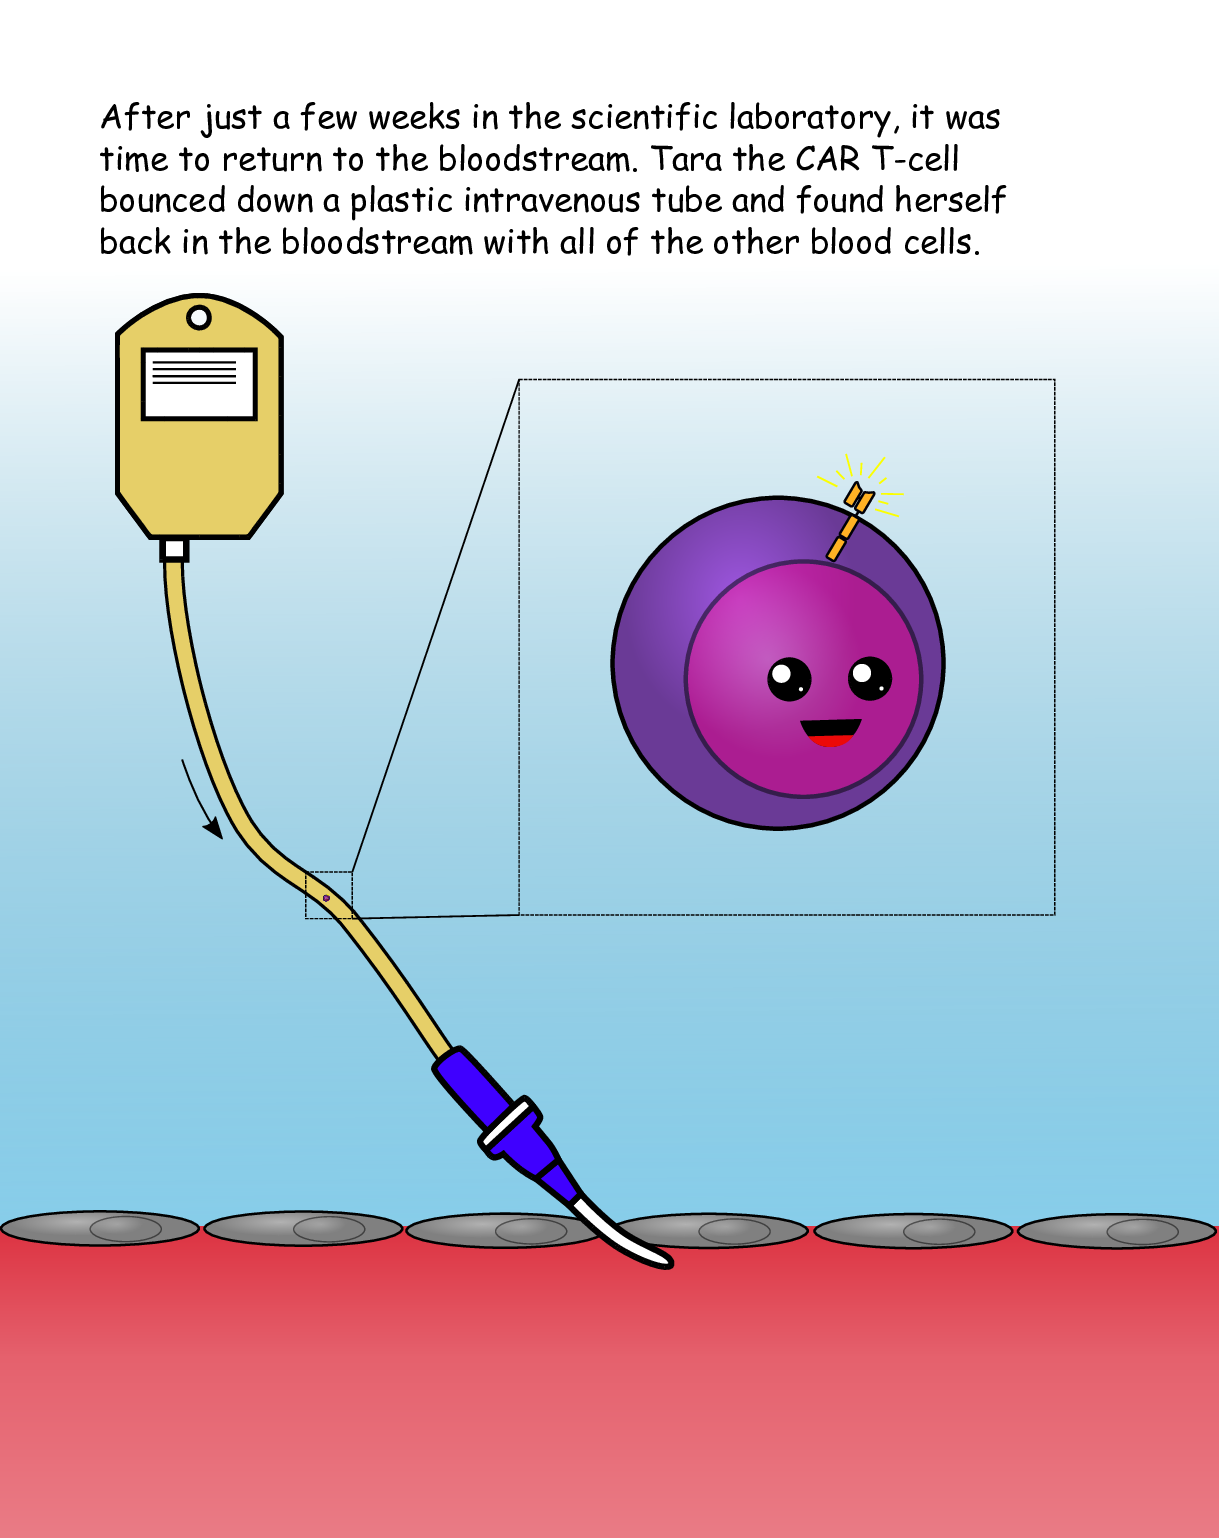 After just a few weeks in the scientific laboratory, it was
time to return to the bloodstream. Tara the CAR T-cell
bounced down a plastic intravenous tube and found herself
back in the bloodstream with all of the other blood cells.